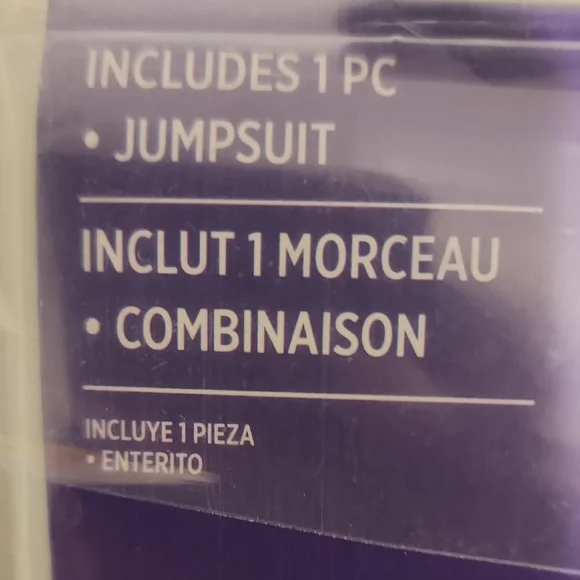 INCLUDES 1 PC
• JUMPSUIT
INCLUT 1 MORCEAU
• COMBINAISON
INCLUYE 1 PIEZA
• ENTERITO